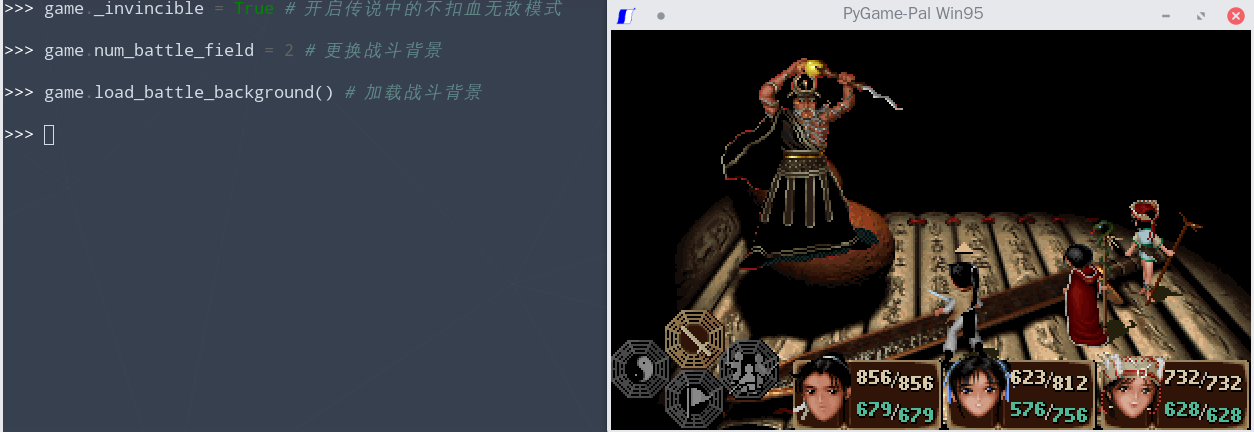 >>> game._invincible = True # 开启传说中的不扣血无敌模式
>>> game.num_battle_field = 2 # 更换战斗背景
>>> game.load_battle_background() # 加载战斗背景
>>>
PyGame-Pal Win95
856/856
679/679
623/812
576/756
732/732
628/628